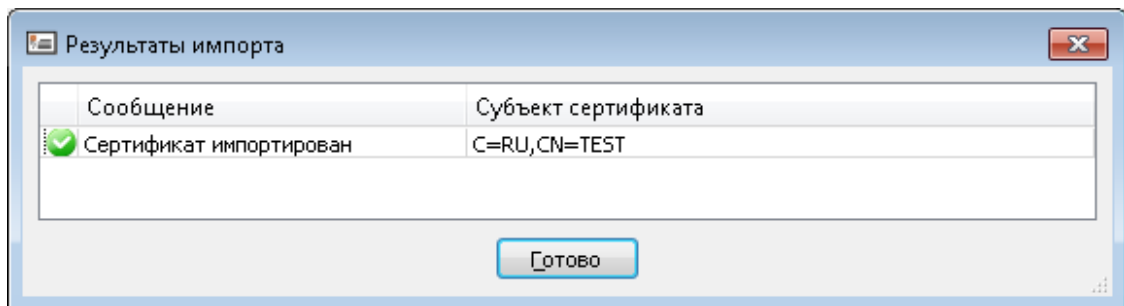 Результаты импорта
Сообщение Субъект сертификата
Сертификат импортирован C=RU,CN=TEST
Готово